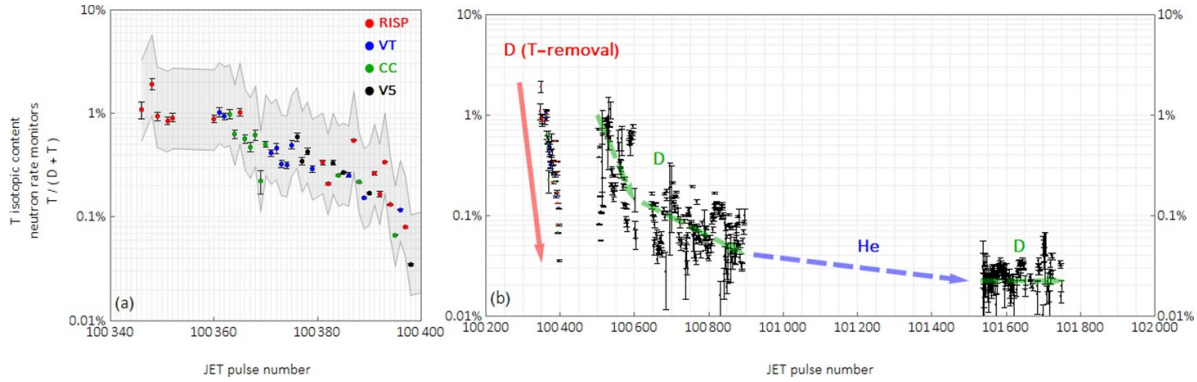 T isotopic content
neutron rate monitors
T / (D + T)
10%
1%
0.1%
0.01%
RISP
VT
CC
V5
(a)
100 340
100 360
100 380
100 400
JET pulse number
10%
1%
0.1%
0.01%
D (T−removal)
D
He
D
(b)
10%
1%
0.1%
0.01%
100 200
100 400
100 600
100 800
101 000
101 200
101 400
101 600
101 800
102 000
JET pulse number